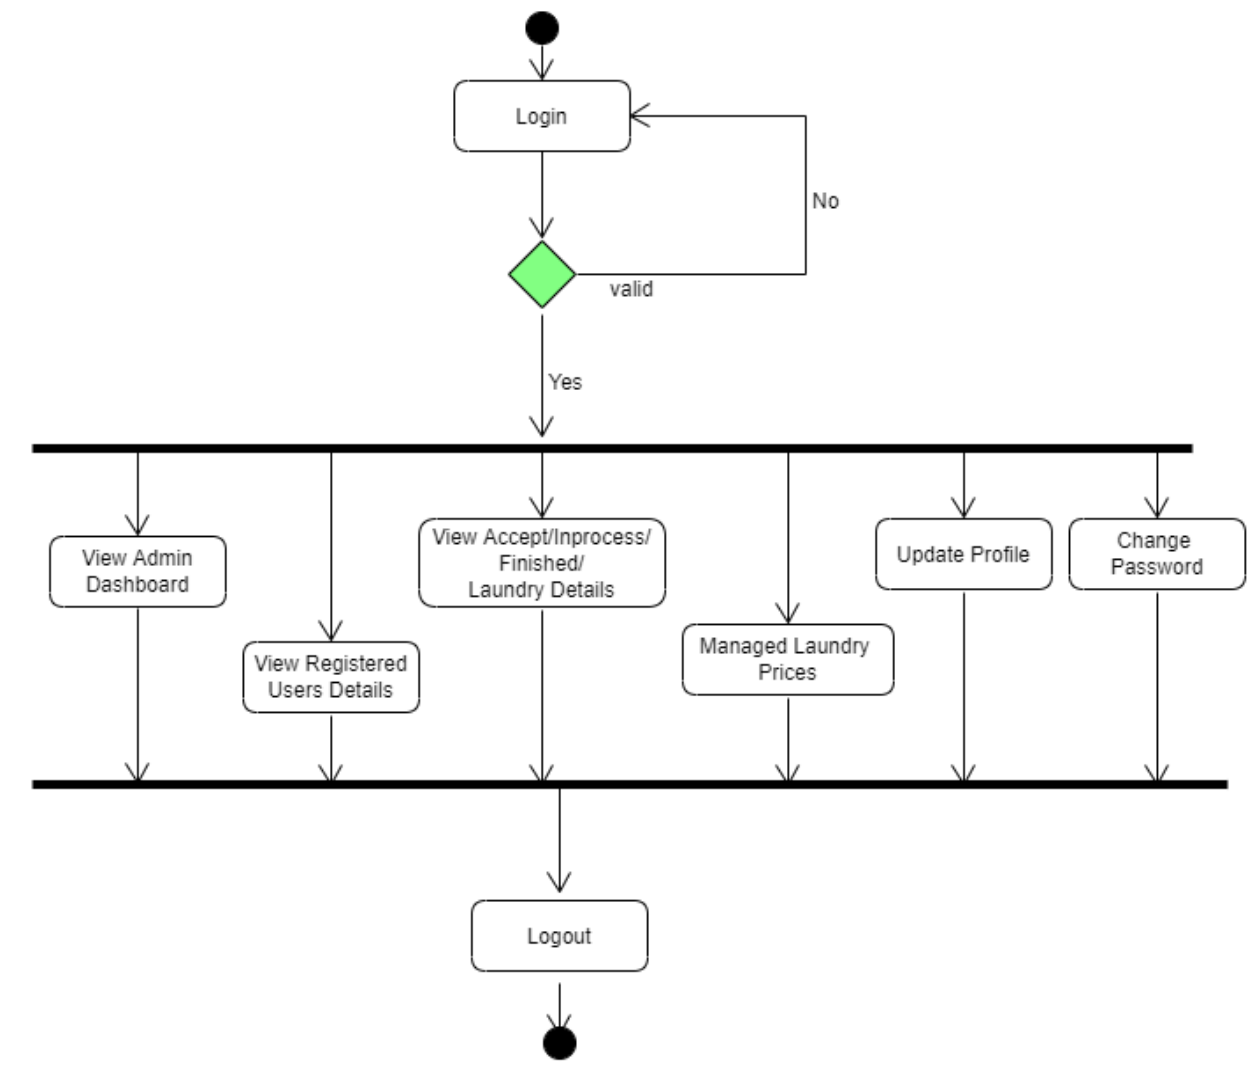 Login
No
valid
Yes
View Admin
Dashboard
View Registered
Users Details
View Accept/Inprocess/
Finished/
Laundry Details
Managed Laundry
Prices
Update Profile
Change
Password
Logout